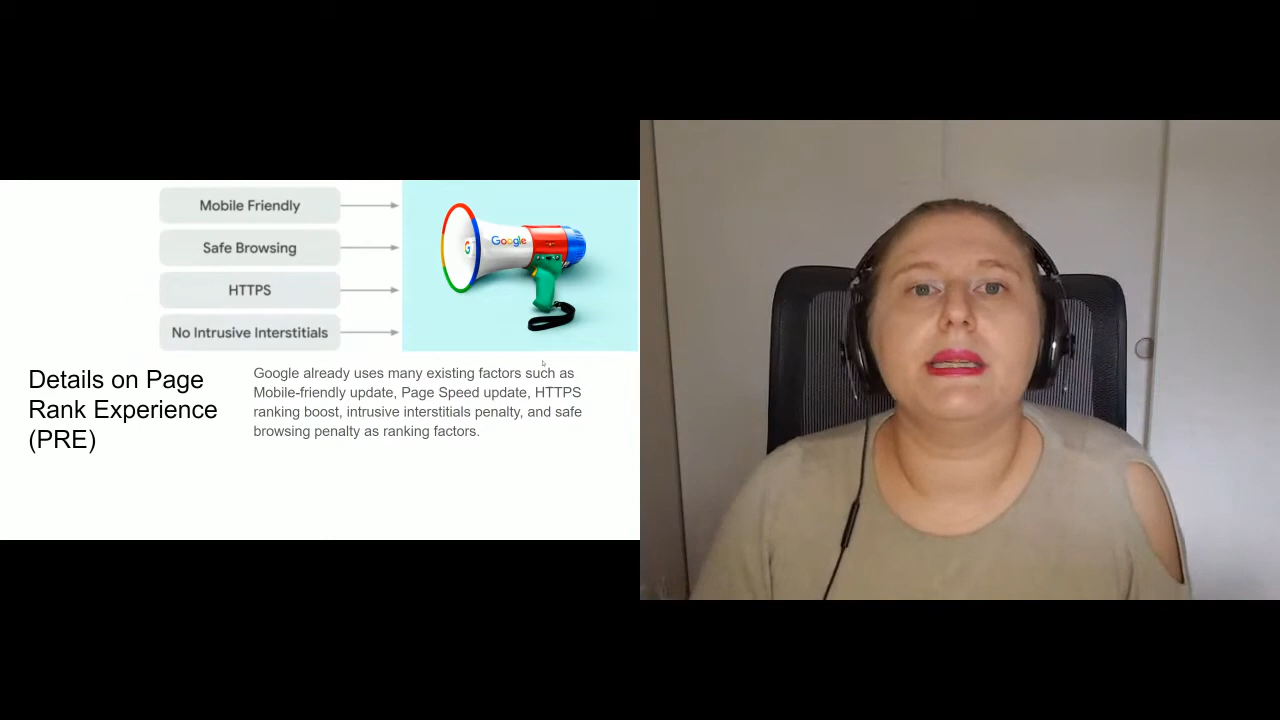 Mobile Friendly
Safe Browsing
HTTPS
No Intrusive Interstitials
Google
G
Details on Page
Rank Experience
(PRE)
Google already uses many existing factors such as
Mobile-friendly update, Page Speed update, HTTPS
ranking boost, intrusive interstitials penalty, and safe
browsing penalty as ranking factors.